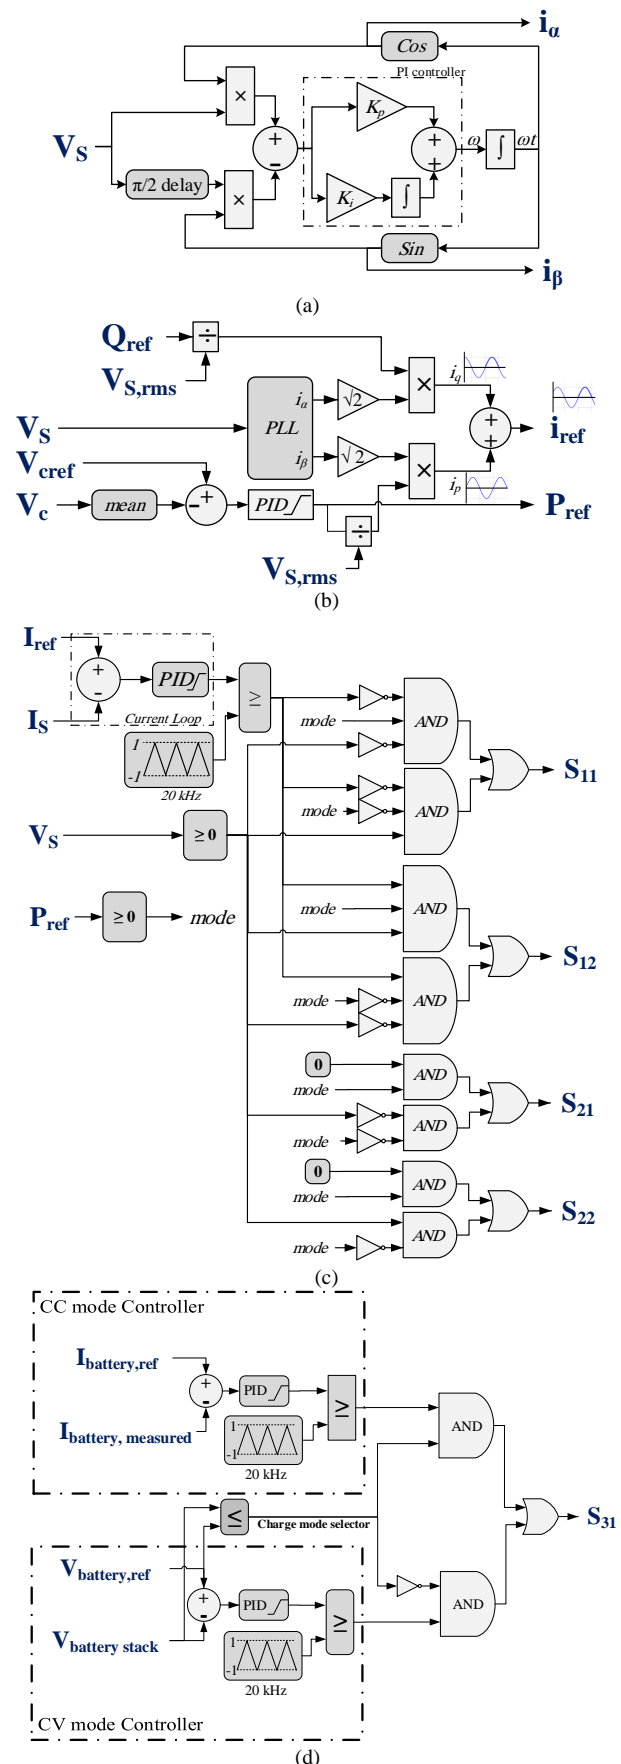 iα
Cos
PI controller
×
Kp
+
VS
+
-
+
+
ω
∫
ωt
π/2 delay
×
Ki
∫
Sin
iβ
(a)
Qref
÷
VS,rms
iα
√2
×
iq
VS
PLL
+
+
iref
iβ
√2
×
Vcref
ip
Vc
mean
-
+
PID
Pref
÷
VS,rms
(b)
Iref
+
-
PID
≥
IS
Current Loop
1
-1
20 kHz
mode
AND
S11
mode
AND
VS
≥ 0
Pref
≥ 0
mode
mode
AND
S12
mode
AND
0
mode
AND
S21
mode
AND
0
mode
AND
S22
mode
AND
(c)
CC mode Controller
Ibattery,ref
+
-
PID
≥
Ibattery, measured
1
-1
20 kHz
AND
≤
Charge mode selector
S31
Vbattery,ref
+
-
PID
≥
AND
Vbattery stack
1
-1
20 kHz
CV mode Controller
(d)